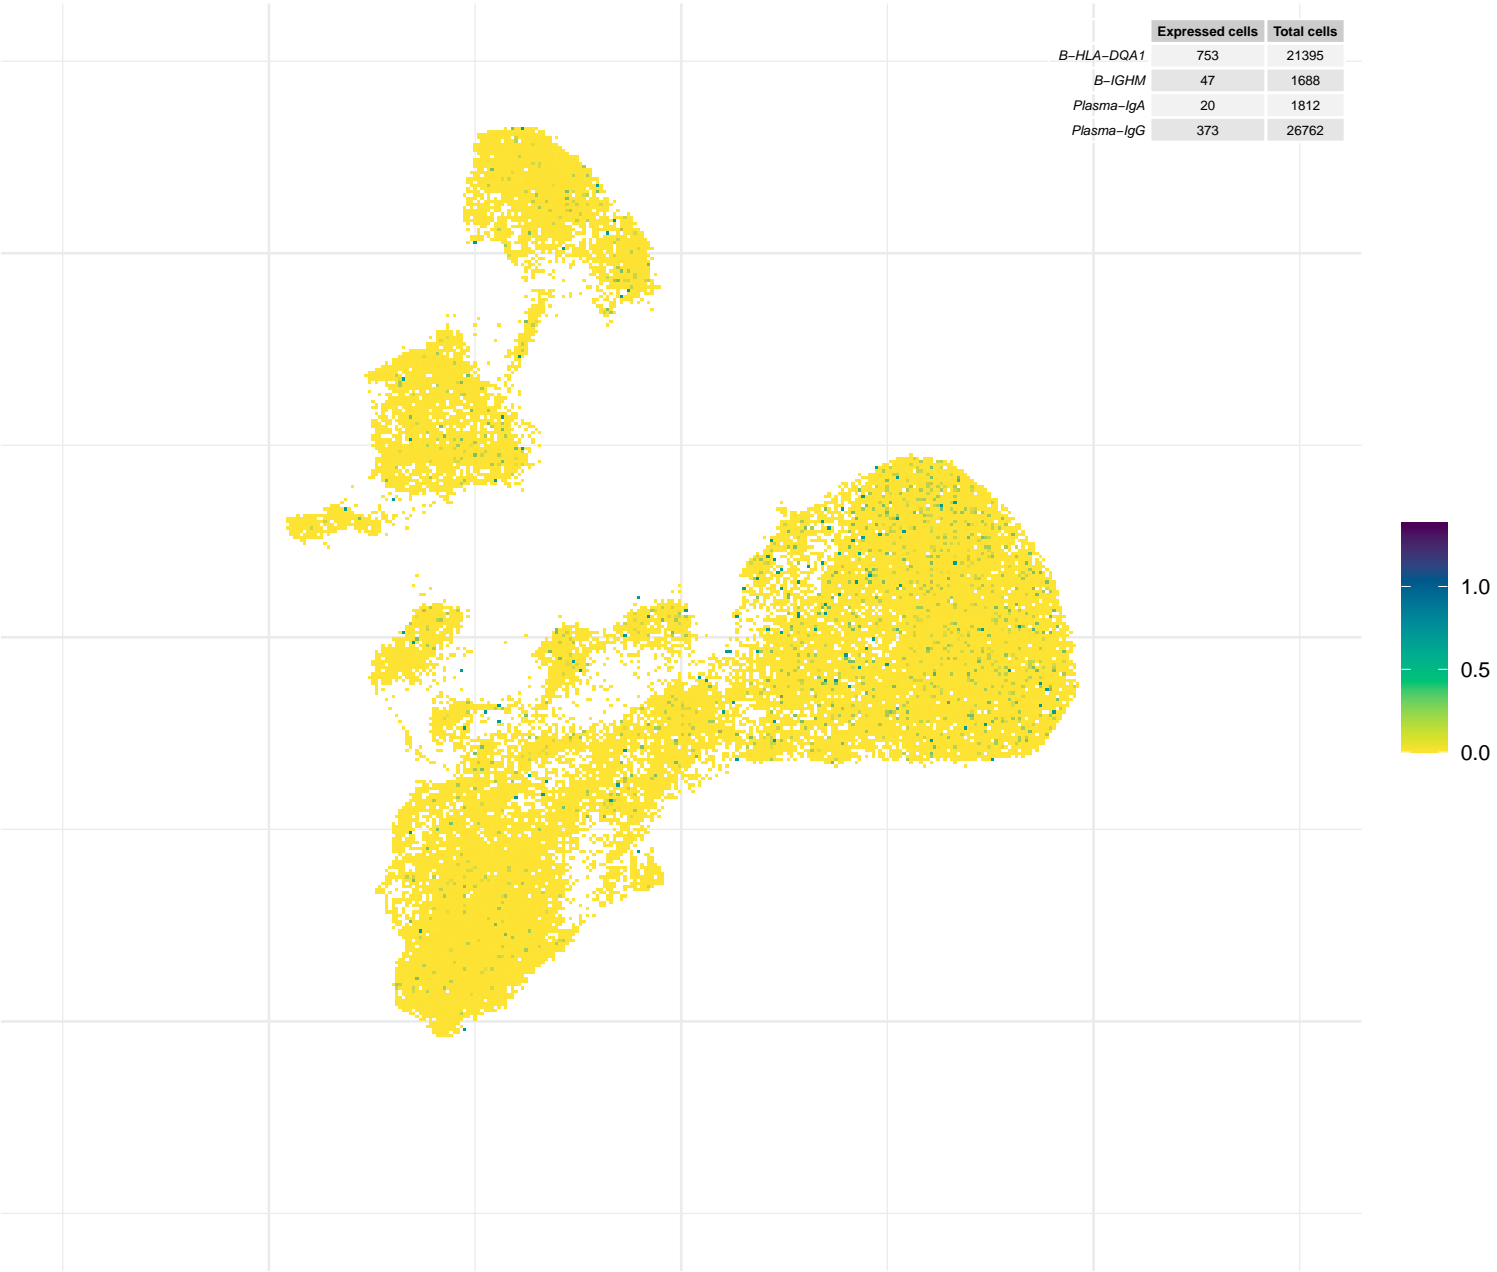 Expressed cells Total cells
B−HLA−DQA1 753 21395
B−IGHM 47 1688
Plasma−IgA 20 1812
Plasma−IgG 373 26762
1.0
0.5
0.0